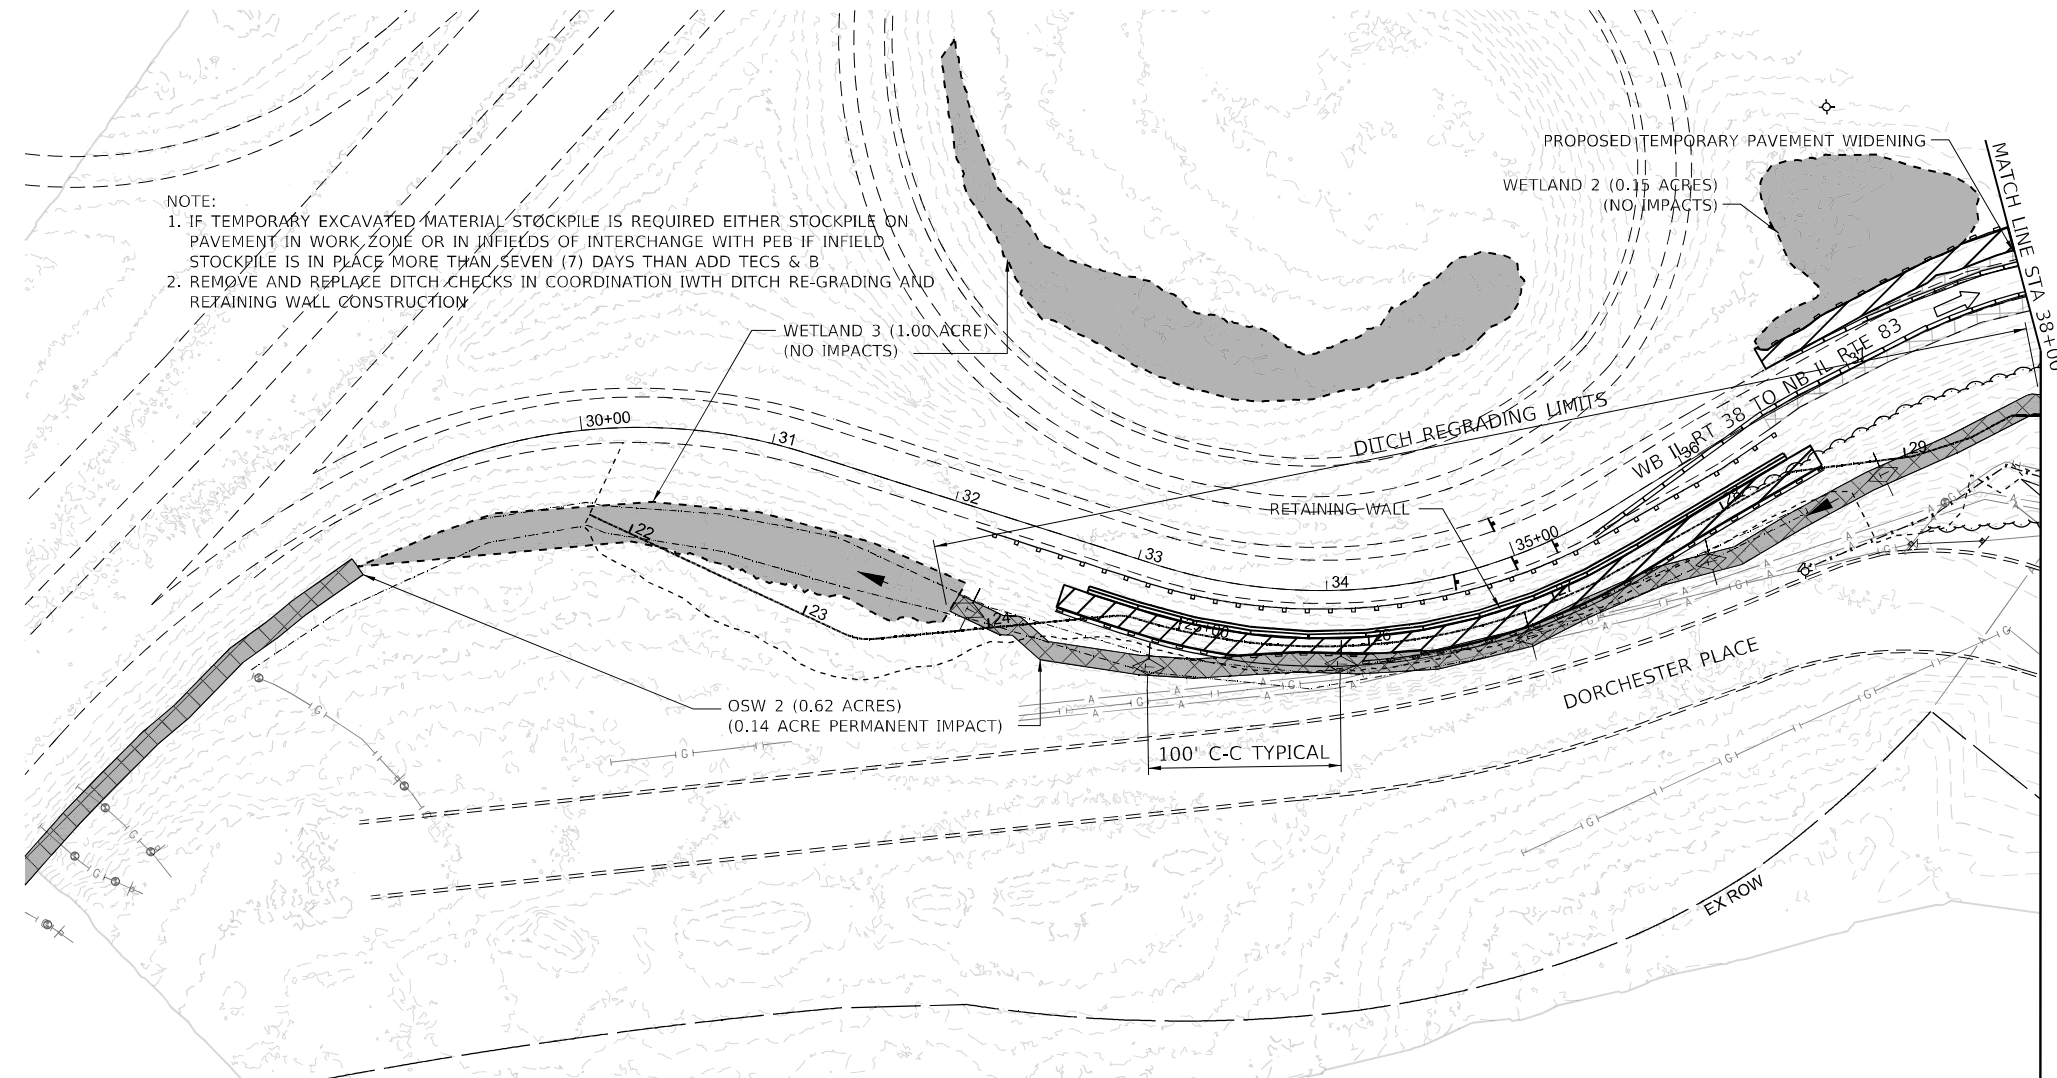 PROPOSED TEMPORARY PAVEMENT WIDENING
MATCH LINE STA 38+00
WETLAND 2 (0.15 ACRES)
(NO IMPACTS)
NOTE:
1. IF TEMPORARY EXCAVATED MATERIAL STOCKPILE IS REQUIRED EITHER STOCKPILE ON
PAVEMENT IN WORK ZONE OR IN INFIELDS OF INTERCHANGE WITH PEB IF INFIELD
STOCKPILE IS IN PLACE MORE THAN SEVEN (7) DAYS THAN ADD TECS & B
2. REMOVE AND REPLACE DITCH CHECKS IN COORDINATION IWTH DITCH RE-GRADING AND
RETAINING WALL CONSTRUCTION
WETLAND 3 (1.00 ACRE)
(NO IMPACTS)
WB IL RT 38 TO NB IL RTE 83
37
DITCH REGRADING LIMITS
30+00
31
32
33
34
35+00
36
RETAINING WALL
22
23
24
25+00
26
27
28
29
DORCHESTER PLACE
OSW 2 (0.62 ACRES)
(0.14 ACRE PERMANENT IMPACT)
100' C-C TYPICAL
EX ROW